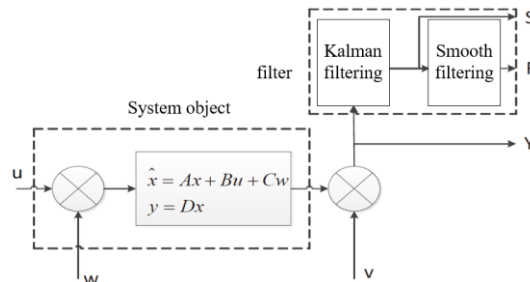 S
Kalman
filtering
Smooth
filtering
filter
System object
Y
u
x̂ = Ax + Bu + Cw
y = Dx
w
v